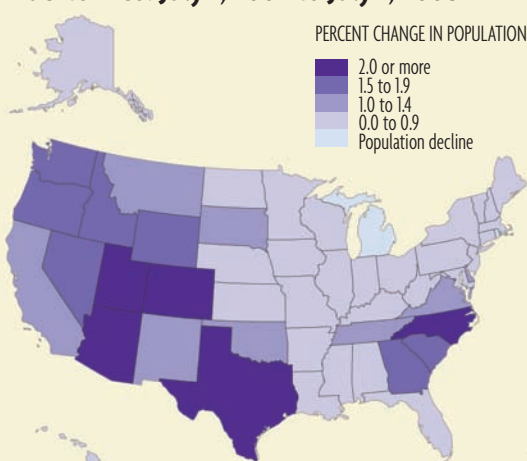 PERCENT CHANGE IN POPULATION
2.0 or more
1.5 to 1.9
1.0 to 1.4
0.0 to 0.9
Population decline